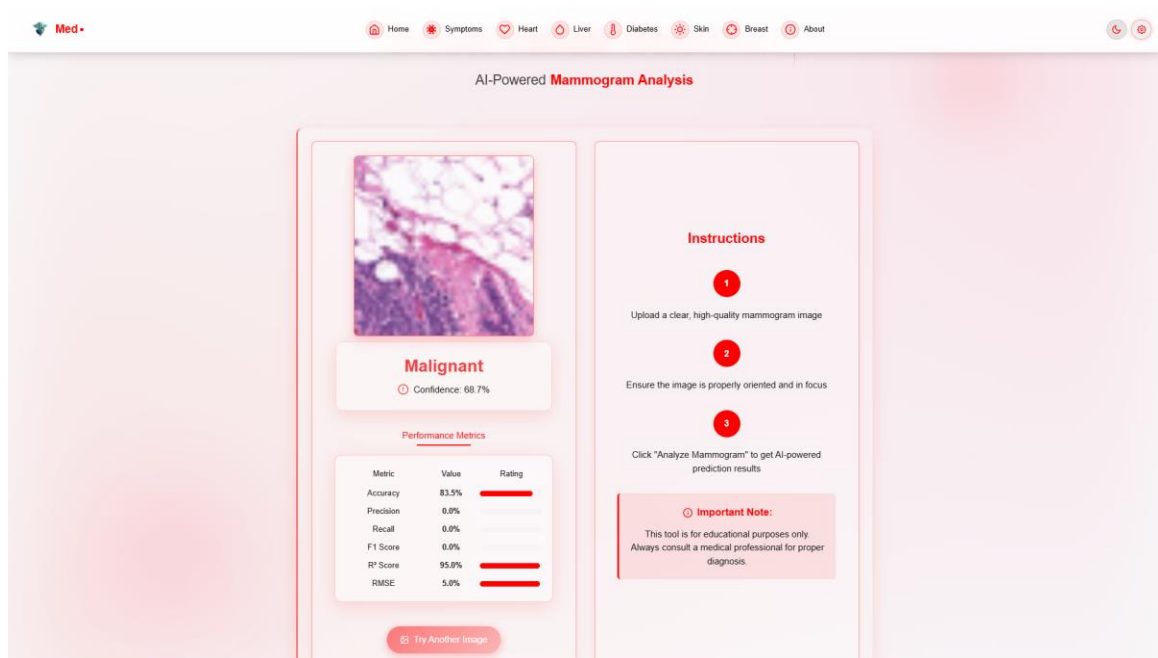 Med•
Home Symptoms Heart Liver Diabetes Skin Breast About
AI-Powered Mammogram Analysis
Malignant
Confidence: 68.7%
Performance Metrics
Metric Value Rating
Accuracy 83.5%
Precision 0.0%
Recall 0.0%
F1 Score 0.0%
R² Score 95.0%
RMSE 5.0%
Try Another Image
Instructions
1
Upload a clear, high-quality mammogram image
2
Ensure the image is properly oriented and in focus
3
Click "Analyze Mammogram" to get AI-powered
prediction results
Important Note:
This tool is for educational purposes only.
Always consult a medical professional for proper
diagnosis.